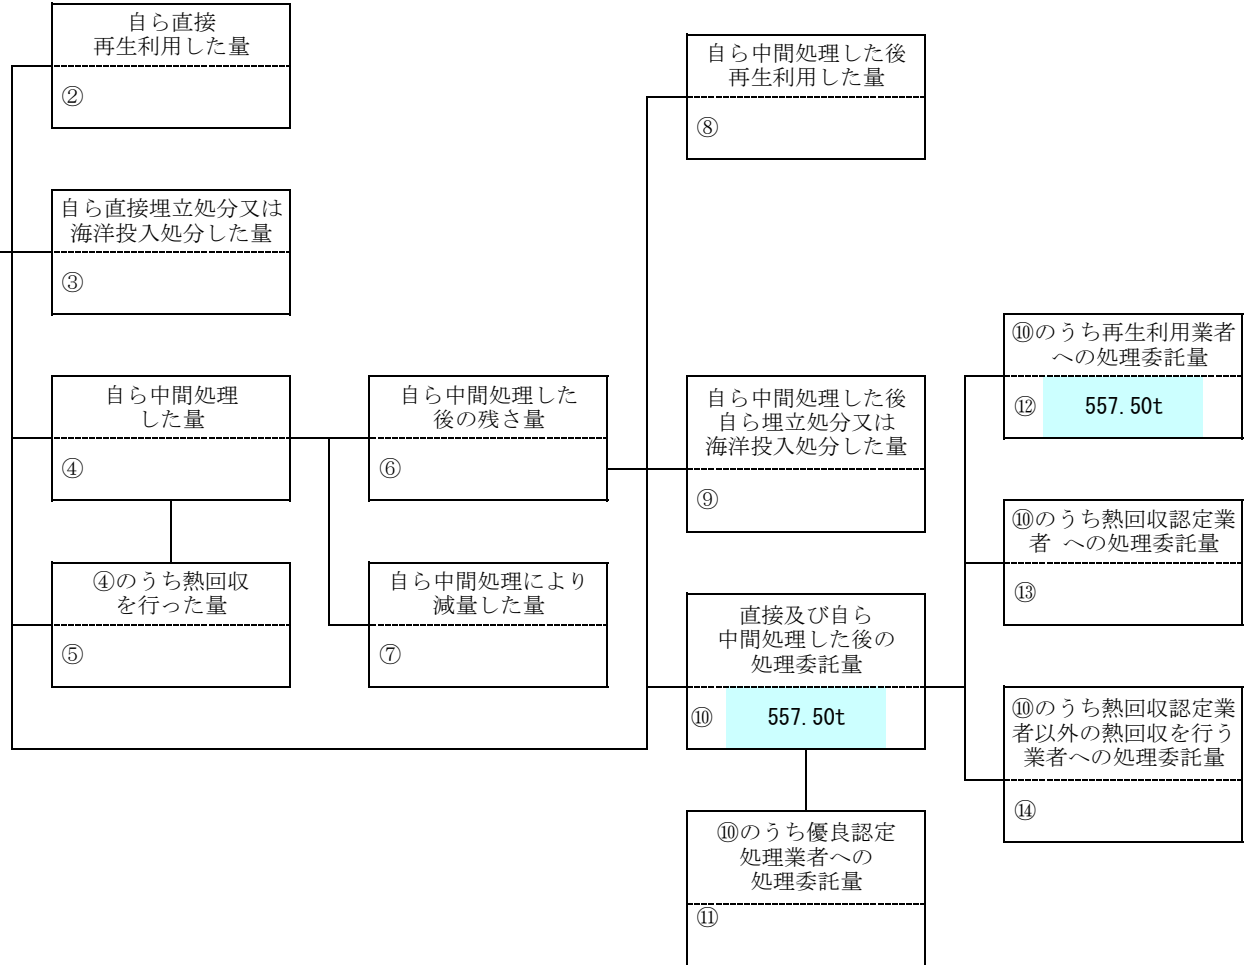 自ら直接
再生利用した量
②
自ら直接埋立処分又は
海洋投入処分した量
③
自ら中間処理
した量
④
④のうち熱回収
を行った量
⑤
自ら中間処理した
後の残さ量
⑥
自ら中間処理により
減量した量
⑦
自ら中間処理した後
再生利用した量
⑧
自ら中間処理した後
自ら埋立処分又は
海洋投入処分した量
⑨
直接及び自ら
中間処理した後の
処理委託量
⑩ 557.50t
⑩のうち優良認定
処理業者への
処理委託量
⑪
⑩のうち再生利用業者
への処理委託量
⑫ 557.50t
⑩のうち熱回収認定業
者 への処理委託量
⑬
⑩のうち熱回収認定業
者以外の熱回収を行う
業者への処理委託量
⑭